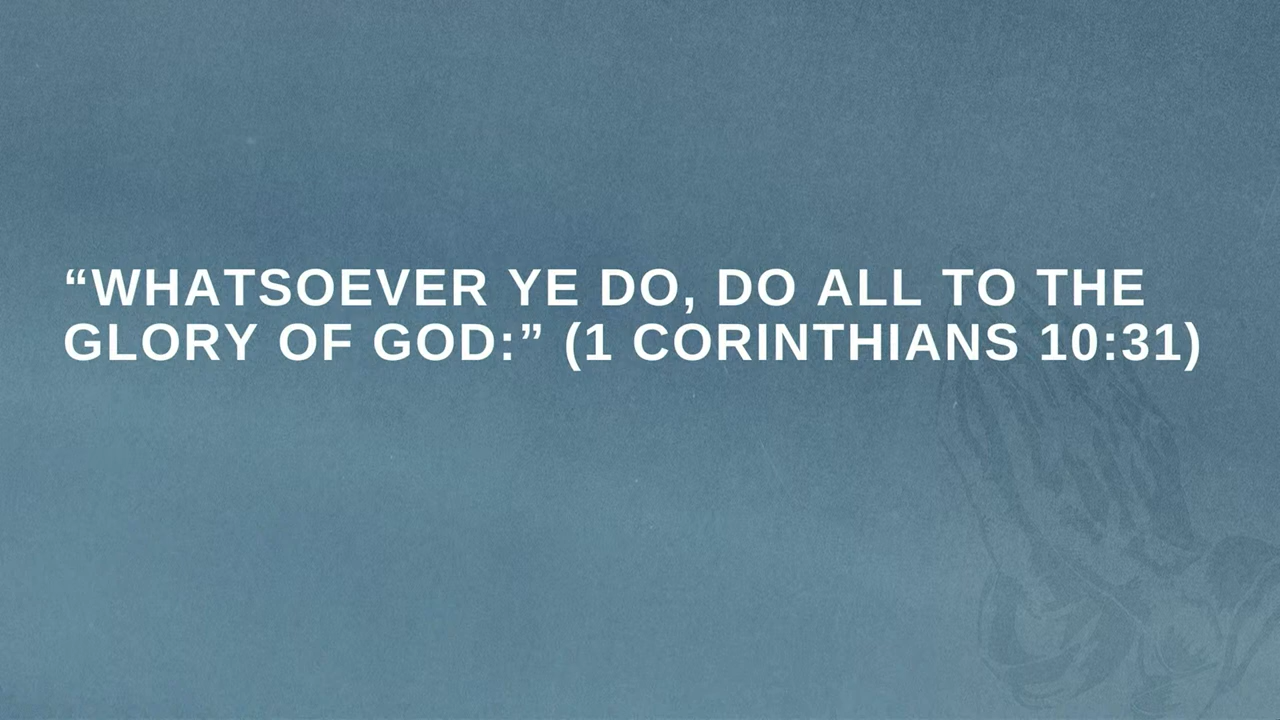 “WHATSOEVER YE DO, DO ALL TO THE
GLORY OF GOD:” (1 CORINTHIANS 10:31)